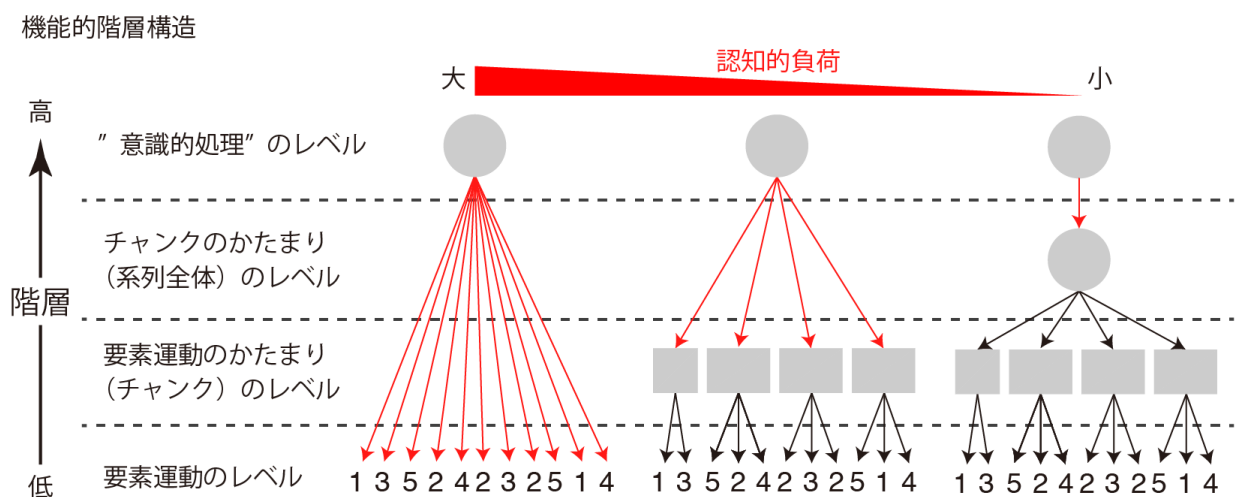 機能的階層構造
認知的負荷
大
小
高
”意識的処理”のレベル
チャンクのかたまり
（系列全体）のレベル
階層
要素運動のかたまり
（チャンク）のレベル
要素運動のレベル
低
1 3 5 2 4 2 3 2 5 1 4
1 3 5 2 4 2 3 2 5 1 4
1 3 5 2 4 2 3 2 5 1 4